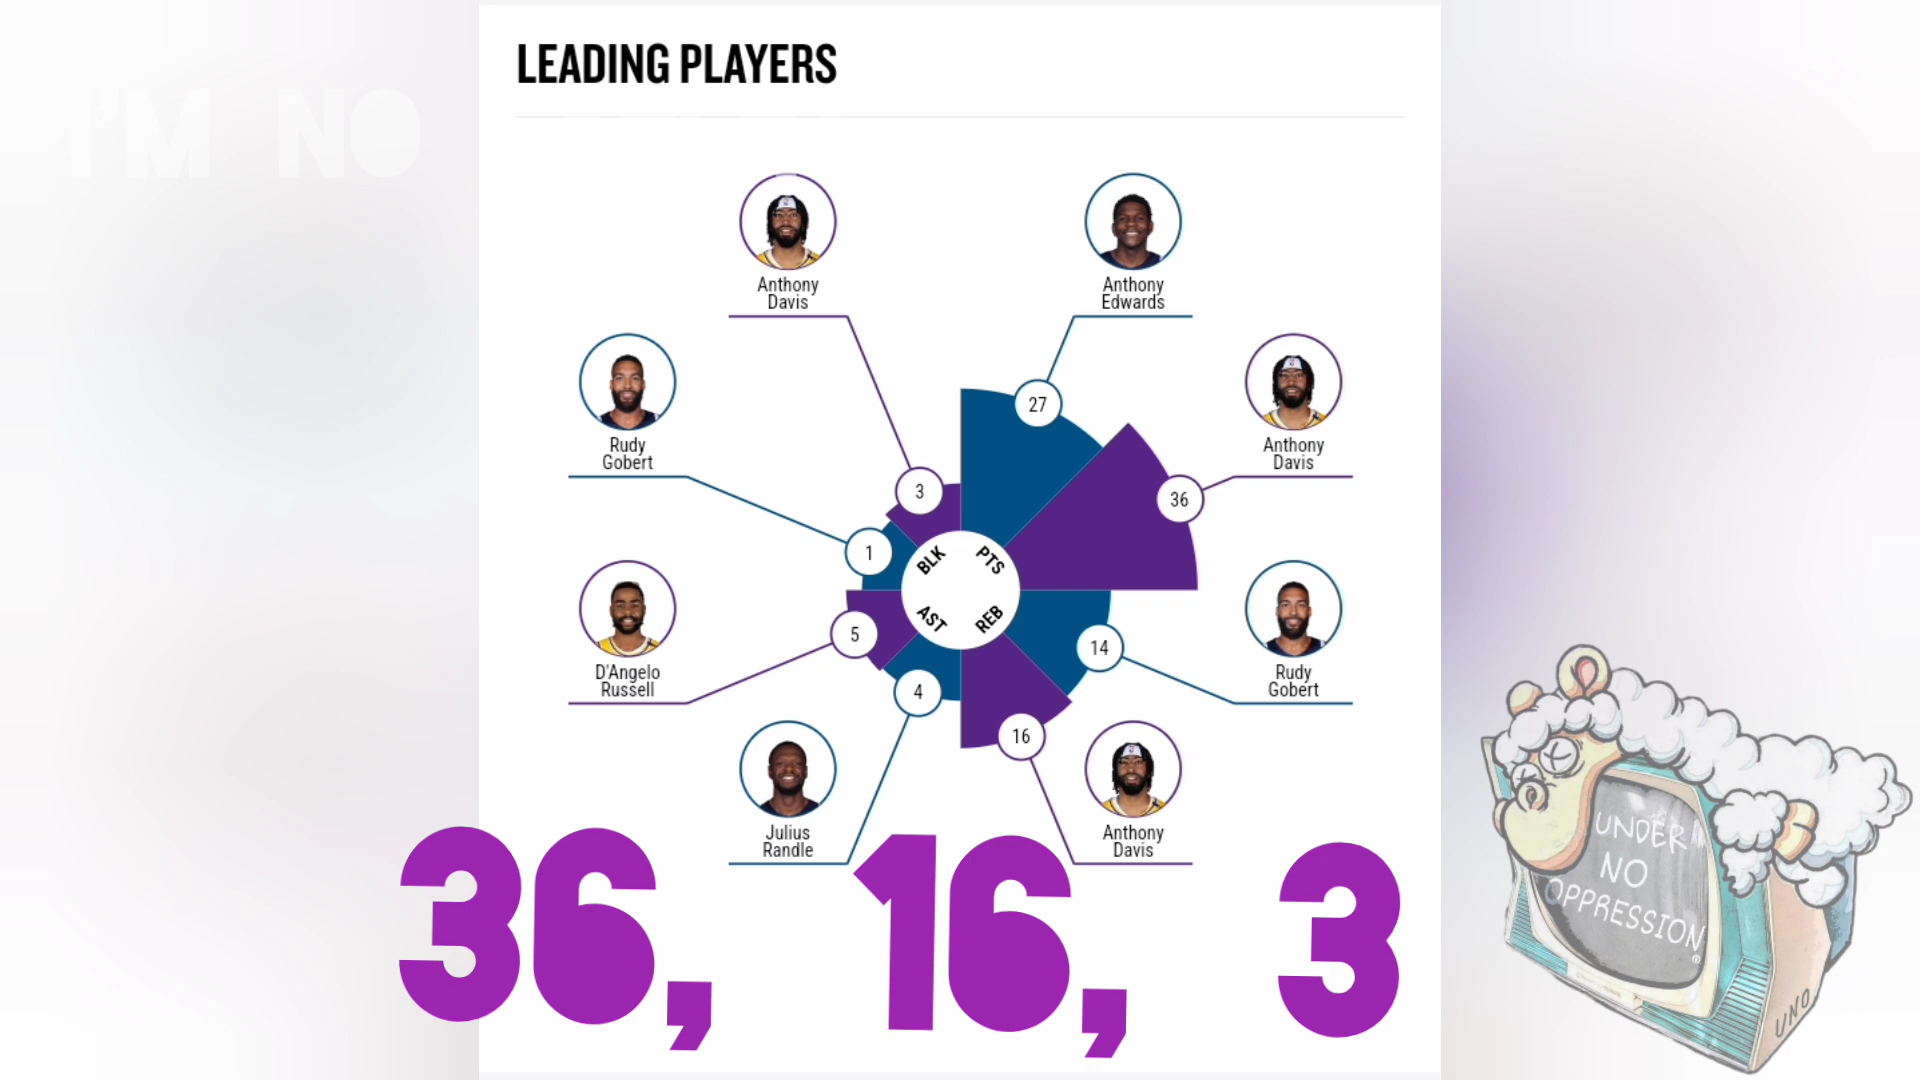 LEADING PLAYERS
I'M NO
Anthony
Davis
Anthony
Edwards
Rudy
Gobert
Anthony
Davis
27
36
3
1
BLK
PTS
AST
REB
5
14
4
16
D'Angelo
Russell
Rudy
Gobert
Julius
Randle
Anthony
Davis
36, 16, 3
UNDER
NO
OPPRESSION
®
UNO